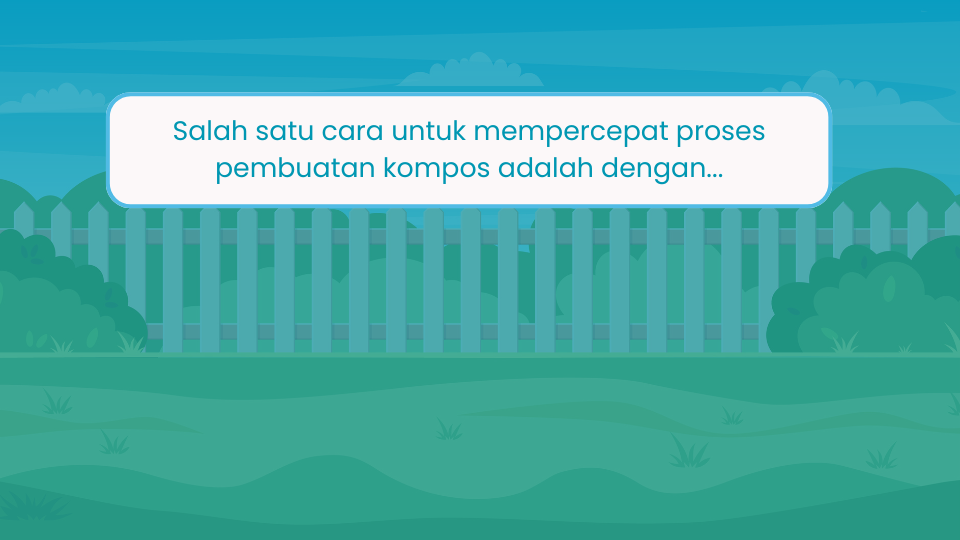 Salah satu cara untuk mempercepat proses
pembuatan kompos adalah dengan...